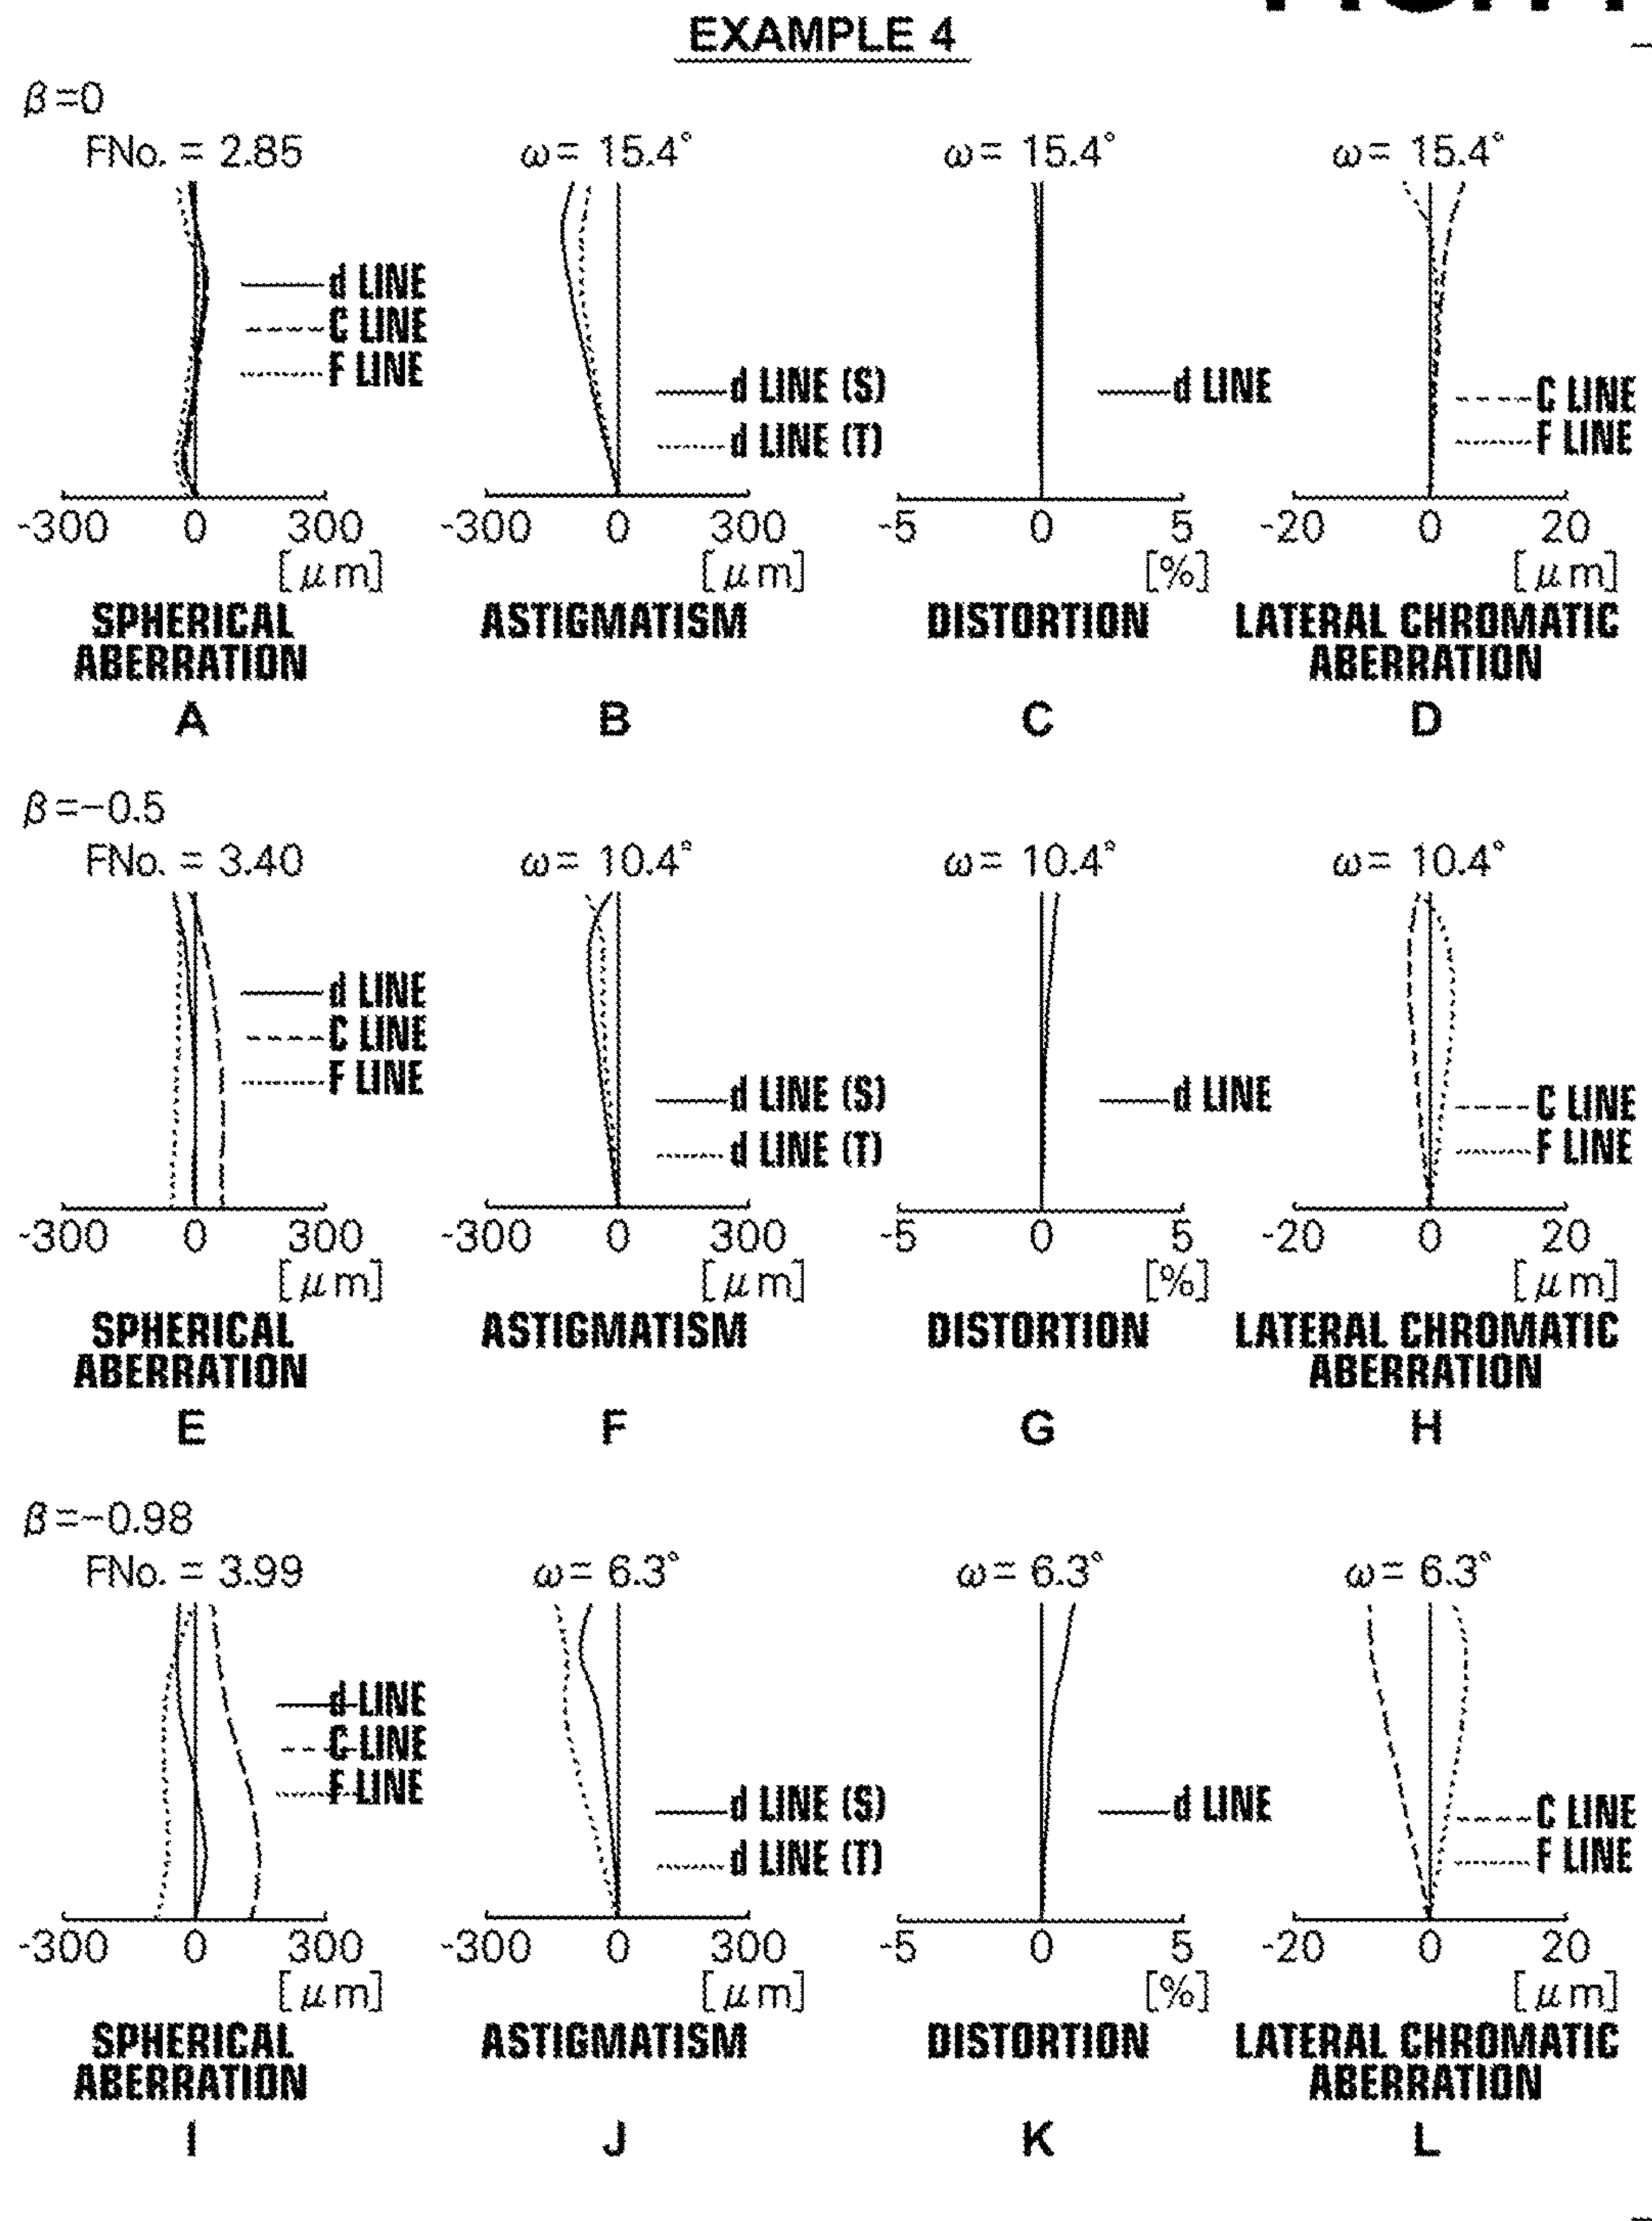 EXAMPLE 4
β=0
FNo. = 2.85
ω= 15.4°
ω= 15.4°
ω= 15.4°
d LINE
C LINE
F LINE
d LINE (S)
d LINE (T)
d LINE
C LINE
F LINE
-300 0 300
[μm]
-300 0 300
[μm]
-5 0 5
[%]
-20 0 20
[μm]
SPHERICAL
ABERRATION
ASTIGMATISM
DISTORTION
LATERAL CHROMATIC
ABERRATION
A
B
C
D
β=-0.5
FNo. = 3.40
ω= 10.4°
ω= 10.4°
ω= 10.4°
d LINE
C LINE
F LINE
d LINE (S)
d LINE (T)
d LINE
C LINE
F LINE
-300 0 300
[μm]
-300 0 300
[μm]
-5 0 5
[%]
-20 0 20
[μm]
SPHERICAL
ABERRATION
ASTIGMATISM
DISTORTION
LATERAL CHROMATIC
ABERRATION
E
F
G
H
β=-0.98
FNo. = 3.99
ω= 6.3°
ω= 6.3°
ω= 6.3°
d LINE
C LINE
F LINE
d LINE (S)
d LINE (T)
d LINE
C LINE
F LINE
-300 0 300
[μm]
-300 0 300
[μm]
-5 0 5
[%]
-20 0 20
[μm]
SPHERICAL
ABERRATION
ASTIGMATISM
DISTORTION
LATERAL CHROMATIC
ABERRATION
I
J
K
L